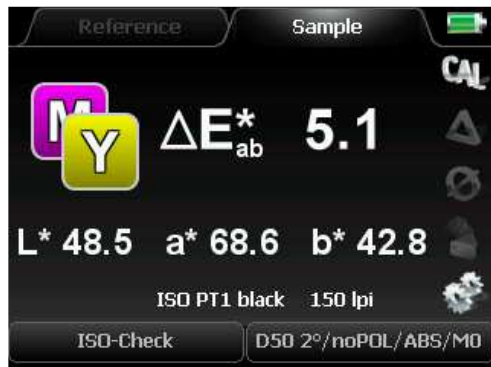 Reference Sample
CAL
M
Y
ΔE*ab 5.1
L* 48.5 a* 68.6 b* 42.8
ISO PT1 black 150 lpi
ISO-Check D50 2°/noPOL/ABS/M0